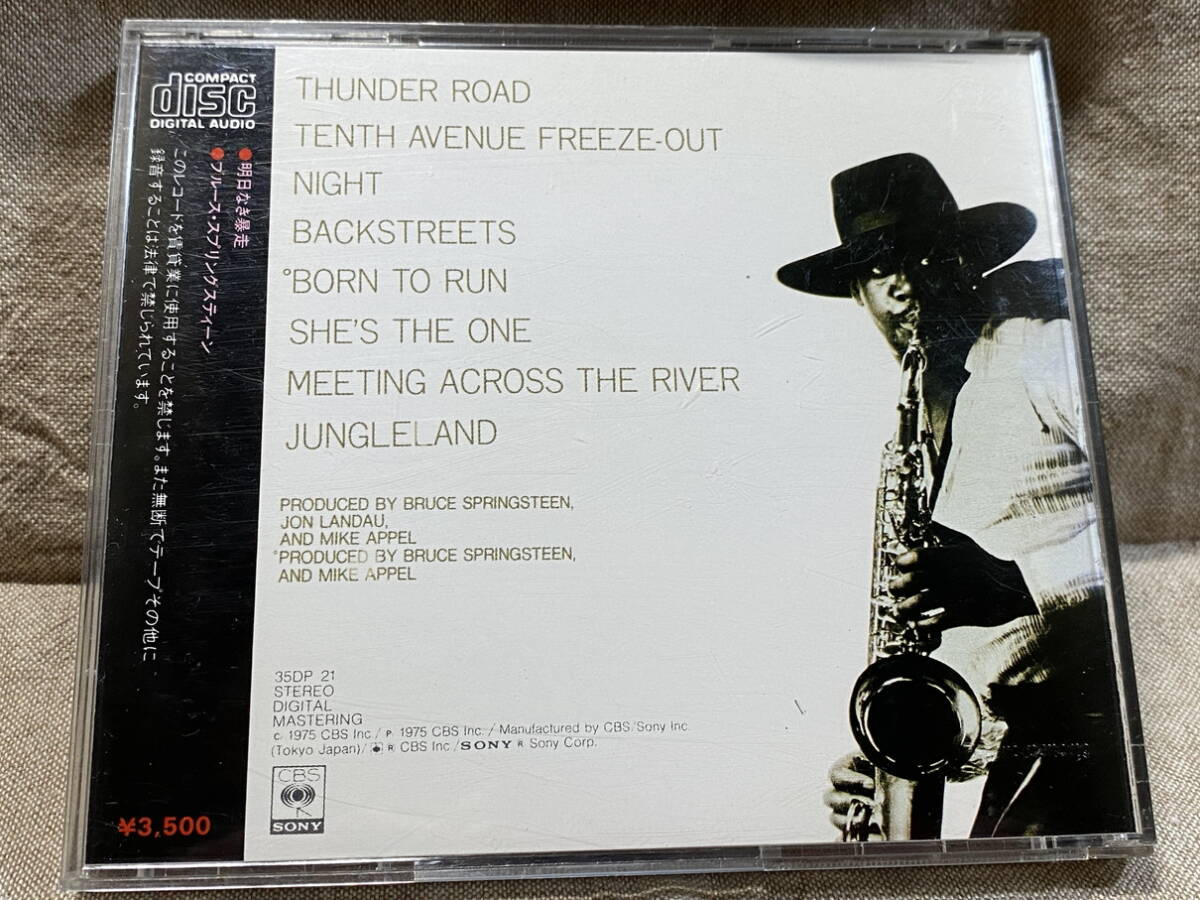 COMPACT
disc
DIGITAL AUDIO
●明日なき暴走
●ブルース・スプリングスティーン
このレコードを賃貸業に使用することを禁じます。また無断でテープその他に
録音することは法律で禁じられています。
¥3,500
THUNDER ROAD
TENTH AVENUE FREEZE-OUT
NIGHT
BACKSTREETS
°BORN TO RUN
SHE'S THE ONE
MEETING ACROSS THE RIVER
JUNGLELAND
PRODUCED BY BRUCE SPRINGSTEEN,
JON LANDAU,
AND MIKE APPEL
°PRODUCED BY BRUCE SPRINGSTEEN,
AND MIKE APPEL
35DP 21
STEREO
DIGITAL
MASTERING
© 1975 CBS Inc./ ℗ 1975 CBS Inc./ Manufactured by CBS/Sony Inc.
(Tokyo Japan)/ ® CBS Inc./SONY ® Sony Corp.
CBS
SONY